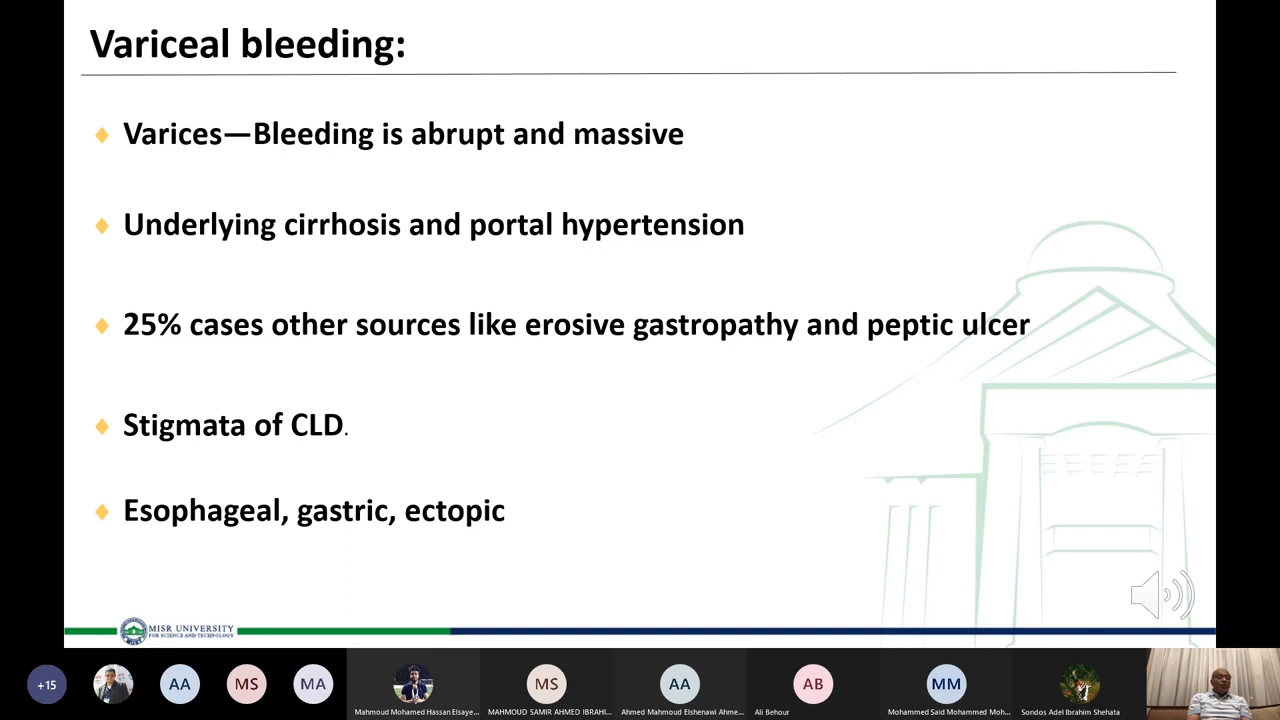 Variceal bleeding:
Varices—Bleeding is abrupt and massive
Underlying cirrhosis and portal hypertension
25% cases other sources like erosive gastropathy and peptic ulcer
Stigmata of CLD.
Esophageal, gastric, ectopic
MISR UNIVERSITY
FOR SCIENCE AND TECHNOLOGY
+15
AA
MS
MA
MS
AA
AB
MM
Mahmoud Mohamed Hassan Elsaye...
MAHMOUD SAMIR AHMED IBRAHI...
Ahmed Mahmoud Elshenawi Ahme...
Ali Behour
Mohammed Said Mohammed Moh...
Sondos Adel Ibrahim Shehata